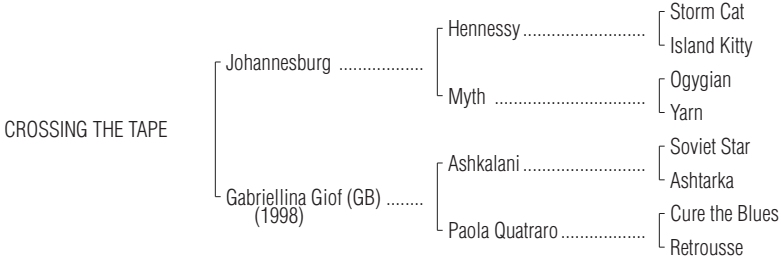 Storm Cat
Hennessy ..........................
Island Kitty
Johannesburg ..................
Ogygian
Myth ................................
Yarn
CROSSING THE TAPE
Soviet Star
Ashkalani ..........................
Ashtarka
Gabriellina Giof (GB) ........
(1998)
Cure the Blues
Paola Quatraro ..................
Retrousse